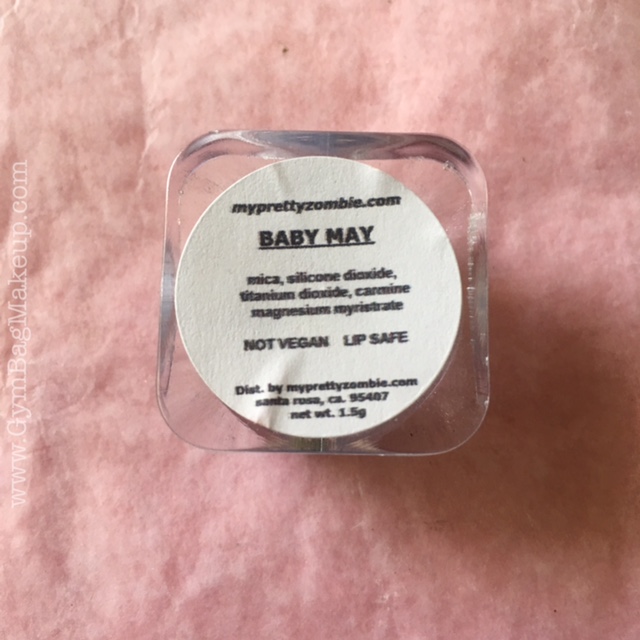 myprettyzombie.com
BABY MAY
mica, silicone dioxide,
titanium dioxide, carmine
magnesium myristrate
NOT VEGAN LIP SAFE
Dist. by myprettyzombie.com
santa rosa, ca. 95407
net wt. 1.5g
www.GymBagMakeup.com